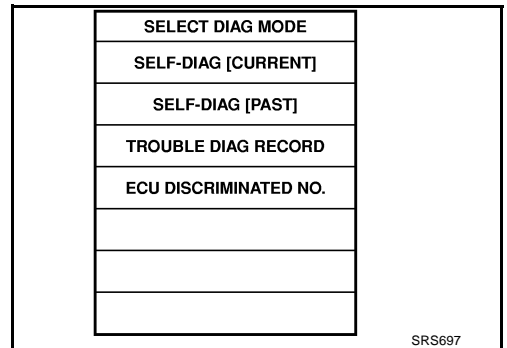 SELECT DIAG MODE
SELF-DIAG [CURRENT]
SELF-DIAG [PAST]
TROUBLE DIAG RECORD
ECU DISCRIMINATED NO.
SRS697